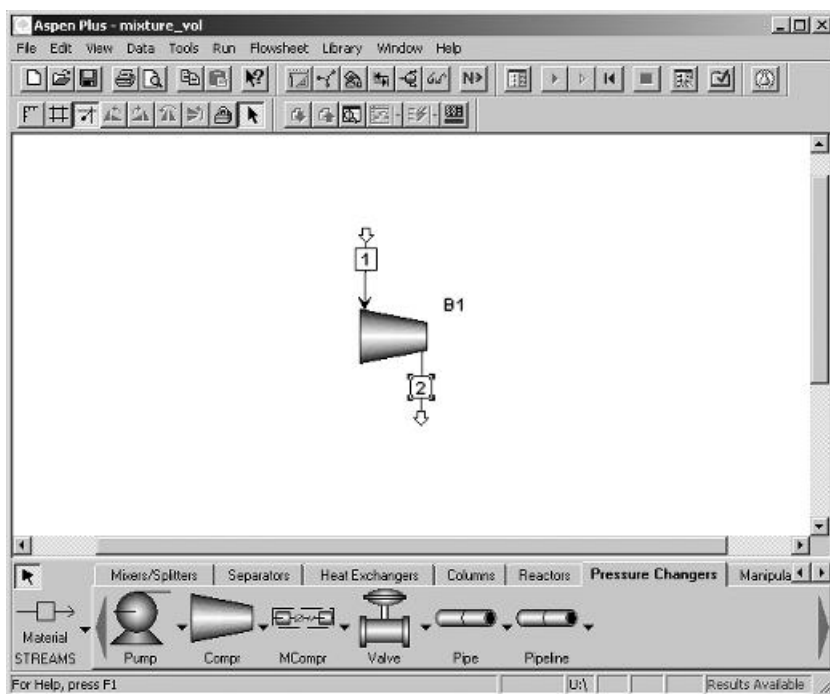 Aspen Plus - mixture_vol
File Edit View Data Tools Run Flowsheet Library Window Help
N>
1
B1
2
Mixers/Splitters Separators Heat Exchangers Columns Reactors Pressure Changers Manipula
Material
STREAMS Pump Compr MCompr Valve Pipe Pipeline
For Help, press F1 U:\ Results Available